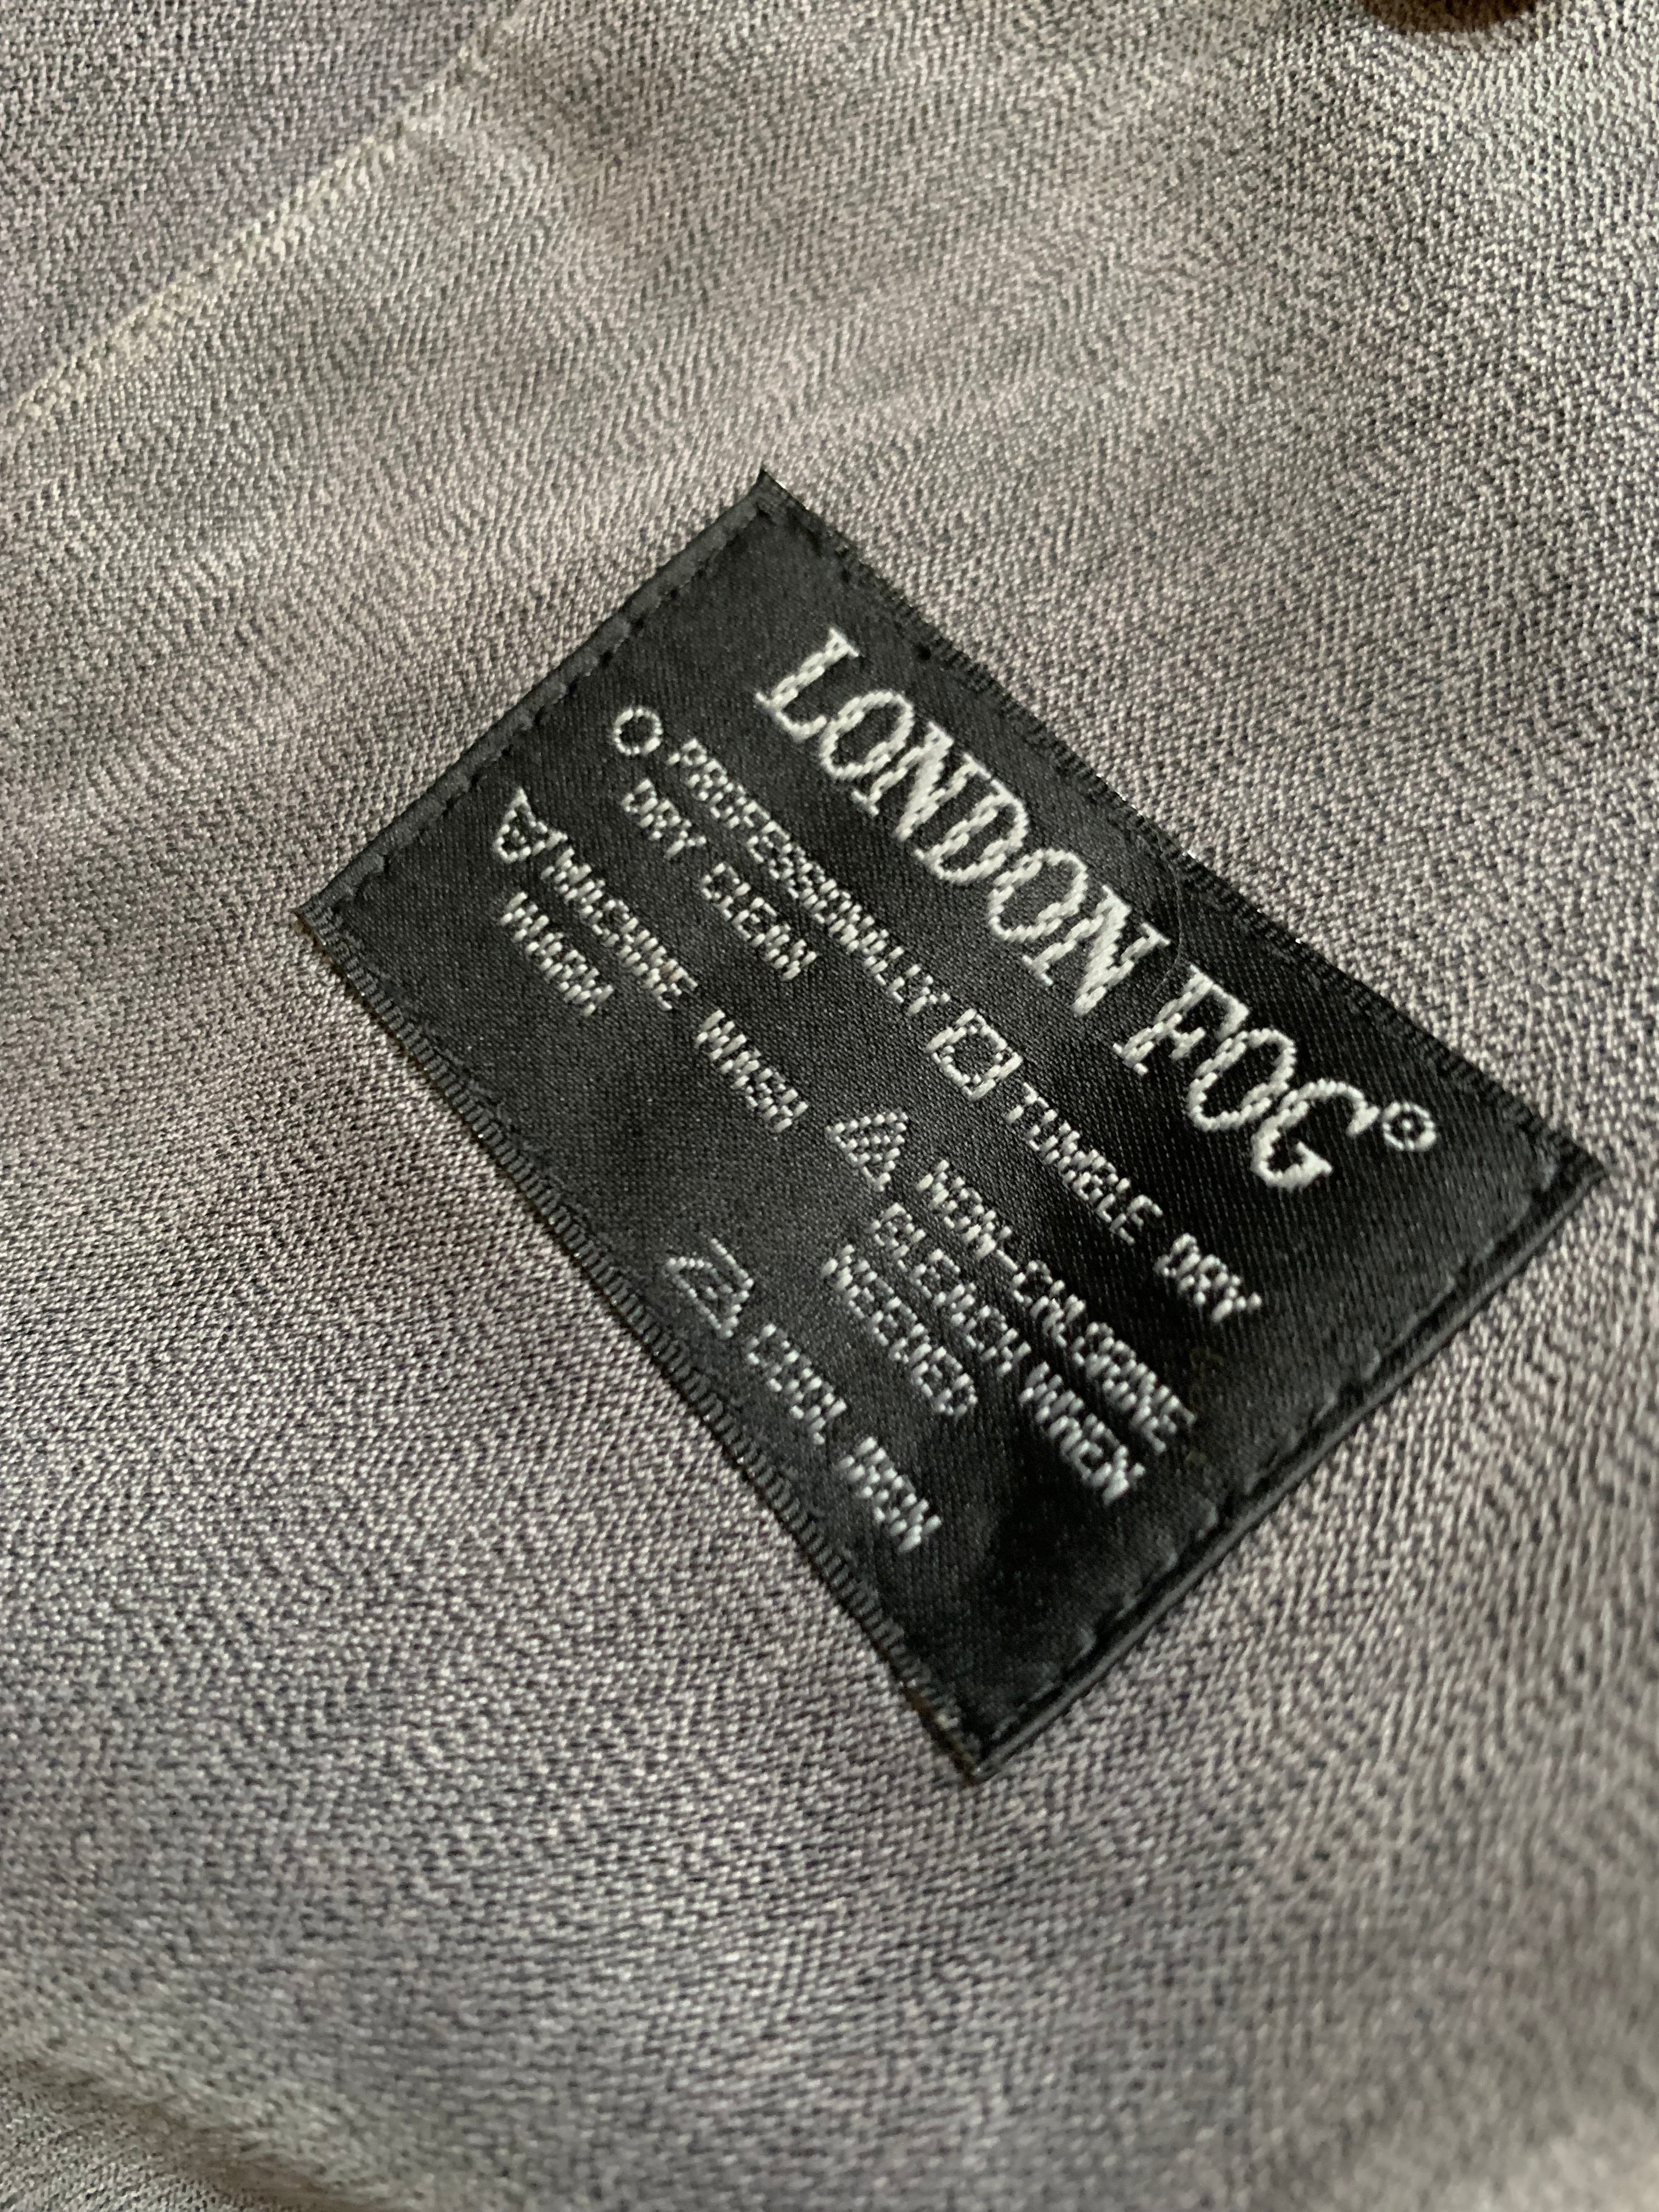 LONDON FOG®
PROFESSIONALLY
DRY CLEAN
TUMBLE DRY
MACHINE WASH
WARM
NON-CHLORINE
BLEACH WHEN
NEEDED
COOL IRON